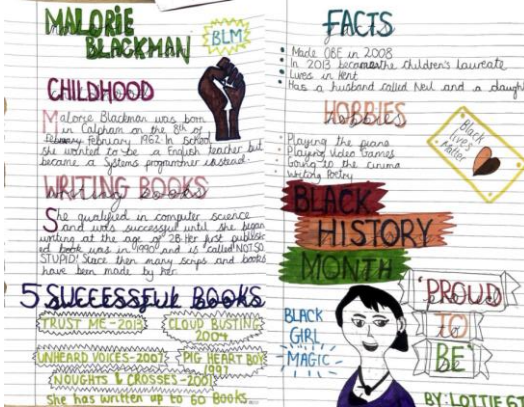 MALORIE
BLACKMAN
BLM
CHILDHOOD
Malorie Blackman was born
in Calpham on the 8th of
February 1962. In School
she wanted to be a English teacher but
became a Systems programmer instead.
WRITING BOOKS
She qualified in computer science
and was successful until she began
writing at the age of 28. Her first publish
ed book was in 1990 and is called NOT SO
STUPID! Since then many scrips and books
have been made by her
5 SUCCESSFUL BOOKS
TRUST ME - 2013
CLOUD BUSTING
2004
UNHEARD VOICES - 2007
PIG HEART BOY
1997
NOUGHTS & CROSSES - 2001
She has written up to 60 Books
FACTS
Made OBE in 2008
In 2013 became the children's laureate
Lives in Kent
Has a husband called Neil and a daugh
HOBBIES
Playing the piano
Playing Video Games
Going to the cinema
Writing Poetry
Black
Lives
Matter
BLACK
HISTORY
MONTH
BLACK
GIRL
MAGIC
PROUD
TO
BE
BY: LOTTIE